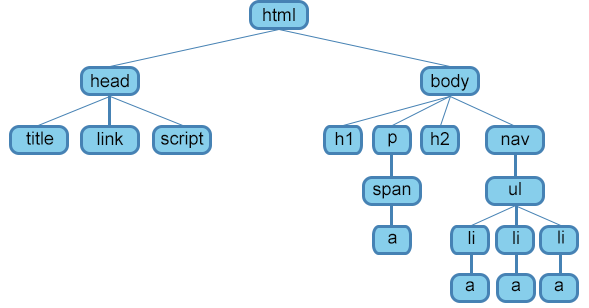 html
head body
title link script h1 p h2 nav
span ul
a li li li
a a a